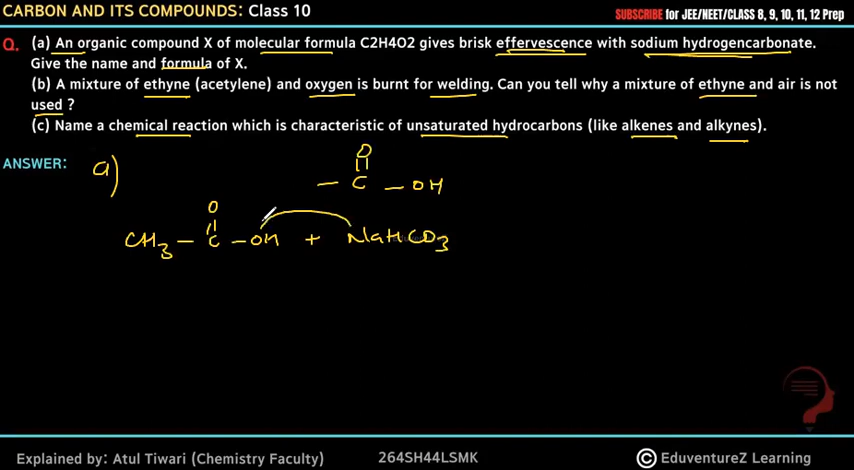 CARBON AND ITS COMPOUNDS: Class 10
SUBSCRIBE for JEE/NEET/CLASS 8, 9, 10, 11, 12 Prep
Q. (a) An organic compound X of molecular formula C2H4O2 gives brisk effervescence with sodium hydrogencarbonate.
Give the name and formula of X.
(b) A mixture of ethyne (acetylene) and oxygen is burnt for welding. Can you tell why a mixture of ethyne and air is not
used ?
(c) Name a chemical reaction which is characteristic of unsaturated hydrocarbons (like alkenes and alkynes).
ANSWER: a)
O
||
— C — OH
O
||
CH3 — C — OH + NaHCO3
Explained by: Atul Tiwari (Chemistry Faculty)
264SH44LSMK
© EduventureZ Learning